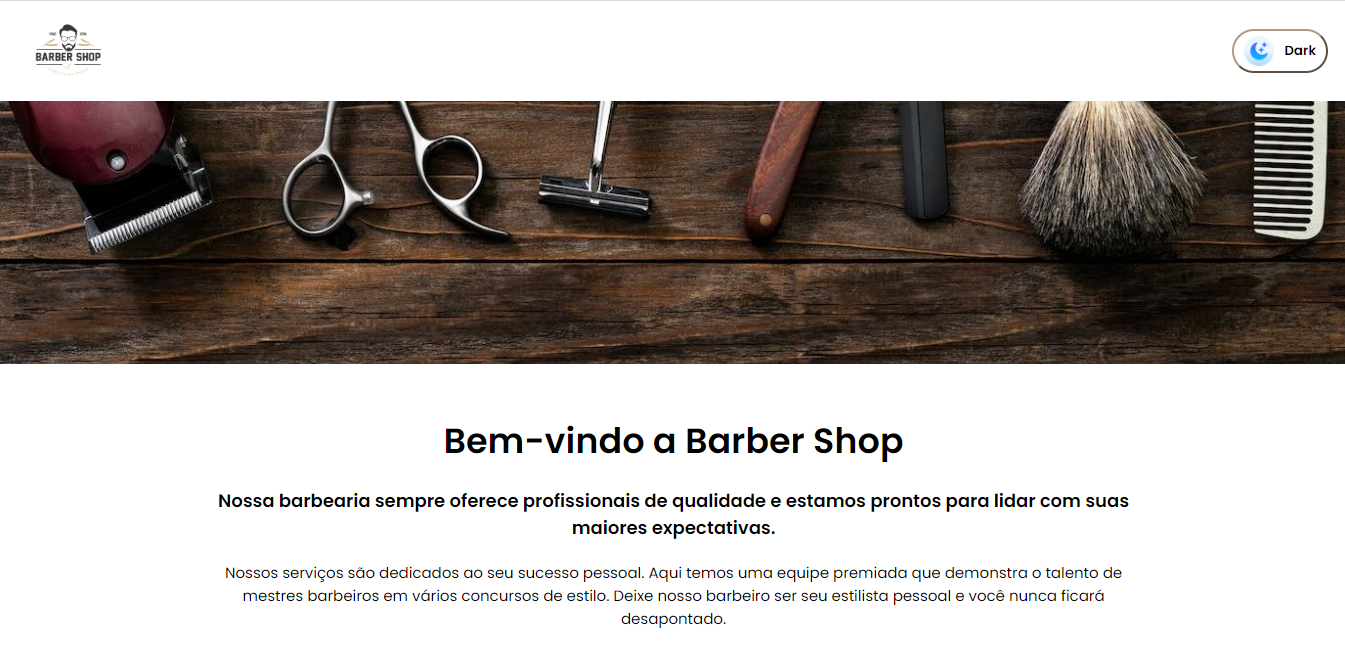 BARBER SHOP
Dark
Bem-vindo a Barber Shop
Nossa barbearia sempre oferece profissionais de qualidade e estamos prontos para lidar com suas
maiores expectativas.
Nossos serviços são dedicados ao seu sucesso pessoal. Aqui temos uma equipe premiada que demonstra o talento de
mestres barbeiros em vários concursos de estilo. Deixe nosso barbeiro ser seu estilista pessoal e você nunca ficará
desapontado.